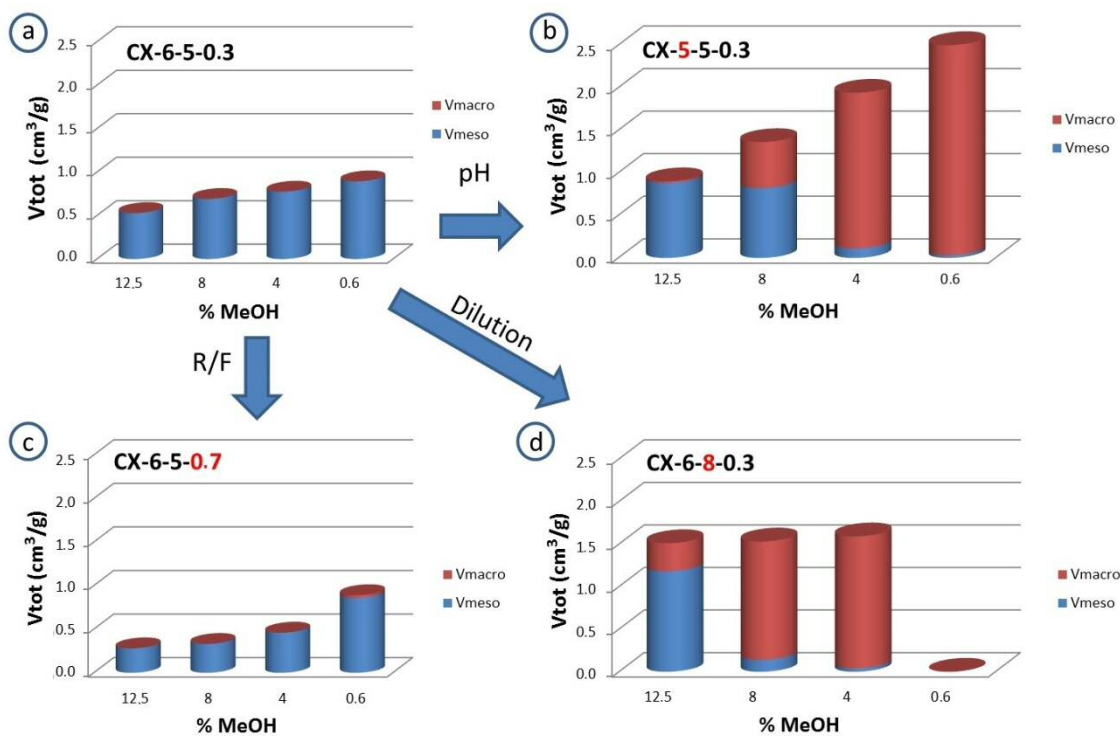 a
CX-6-5-0.3
2.5
2.0
1.5
1.0
0.5
0.0
Vtot (cm³/g)
Vmacro
Vmeso
12.5 8 4 0.6
% MeOH
pH
b
CX-5-5-0.3
2.5
2.0
1.5
1.0
0.5
0.0
Vtot (cm³/g)
Vmacro
Vmeso
12.5 8 4 0.6
% MeOH
R/F
Dilution
c
CX-6-5-0.7
2.5
2.0
1.5
1.0
0.5
0.0
Vtot (cm³/g)
Vmacro
Vmeso
12.5 8 4 0.6
% MeOH
d
CX-6-8-0.3
2.5
2.0
1.5
1.0
0.5
0.0
Vtot (cm³/g)
Vmacro
Vmeso
12.5 8 4 0.6
% MeOH